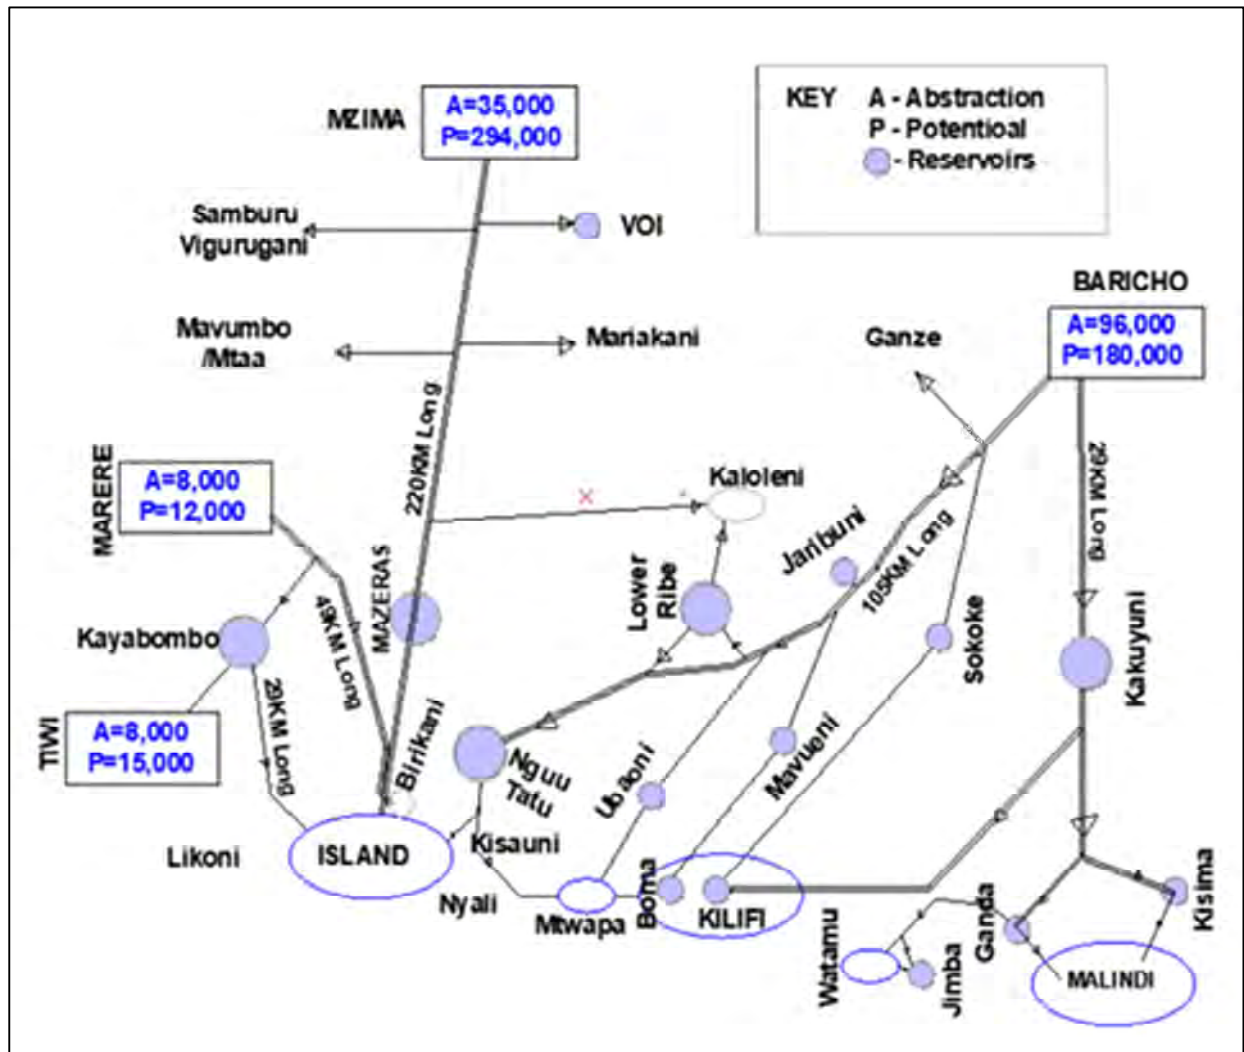 MZIMA
A=35,000
P=294,000
KEY A - Abstraction
P - Potentioal
- Reservoirs
Samburu
Vigurugani
VOI
BARICHO
A=96,000
P=180,000
Mavumbo
/Mtaa
Mariakani
Ganze
220KM Long
29KM Long
MARERE
A=8,000
P=12,000
Kaloleni
X
Jaribuni
105KM Long
Lower
Ribe
MAZERAS
49KM Long
Kayabombo
Sokoke
Kakuyuni
TIWI
A=8,000
P=15,000
29KM Long
Birikani
Nguu
Tatu
Ubaoni
Mavueni
Likoni
ISLAND
Kisauni
Nyali
Mtwapa
Boma
KILIFI
Watamu
Jimba
Ganda
Kisima
MALINDI